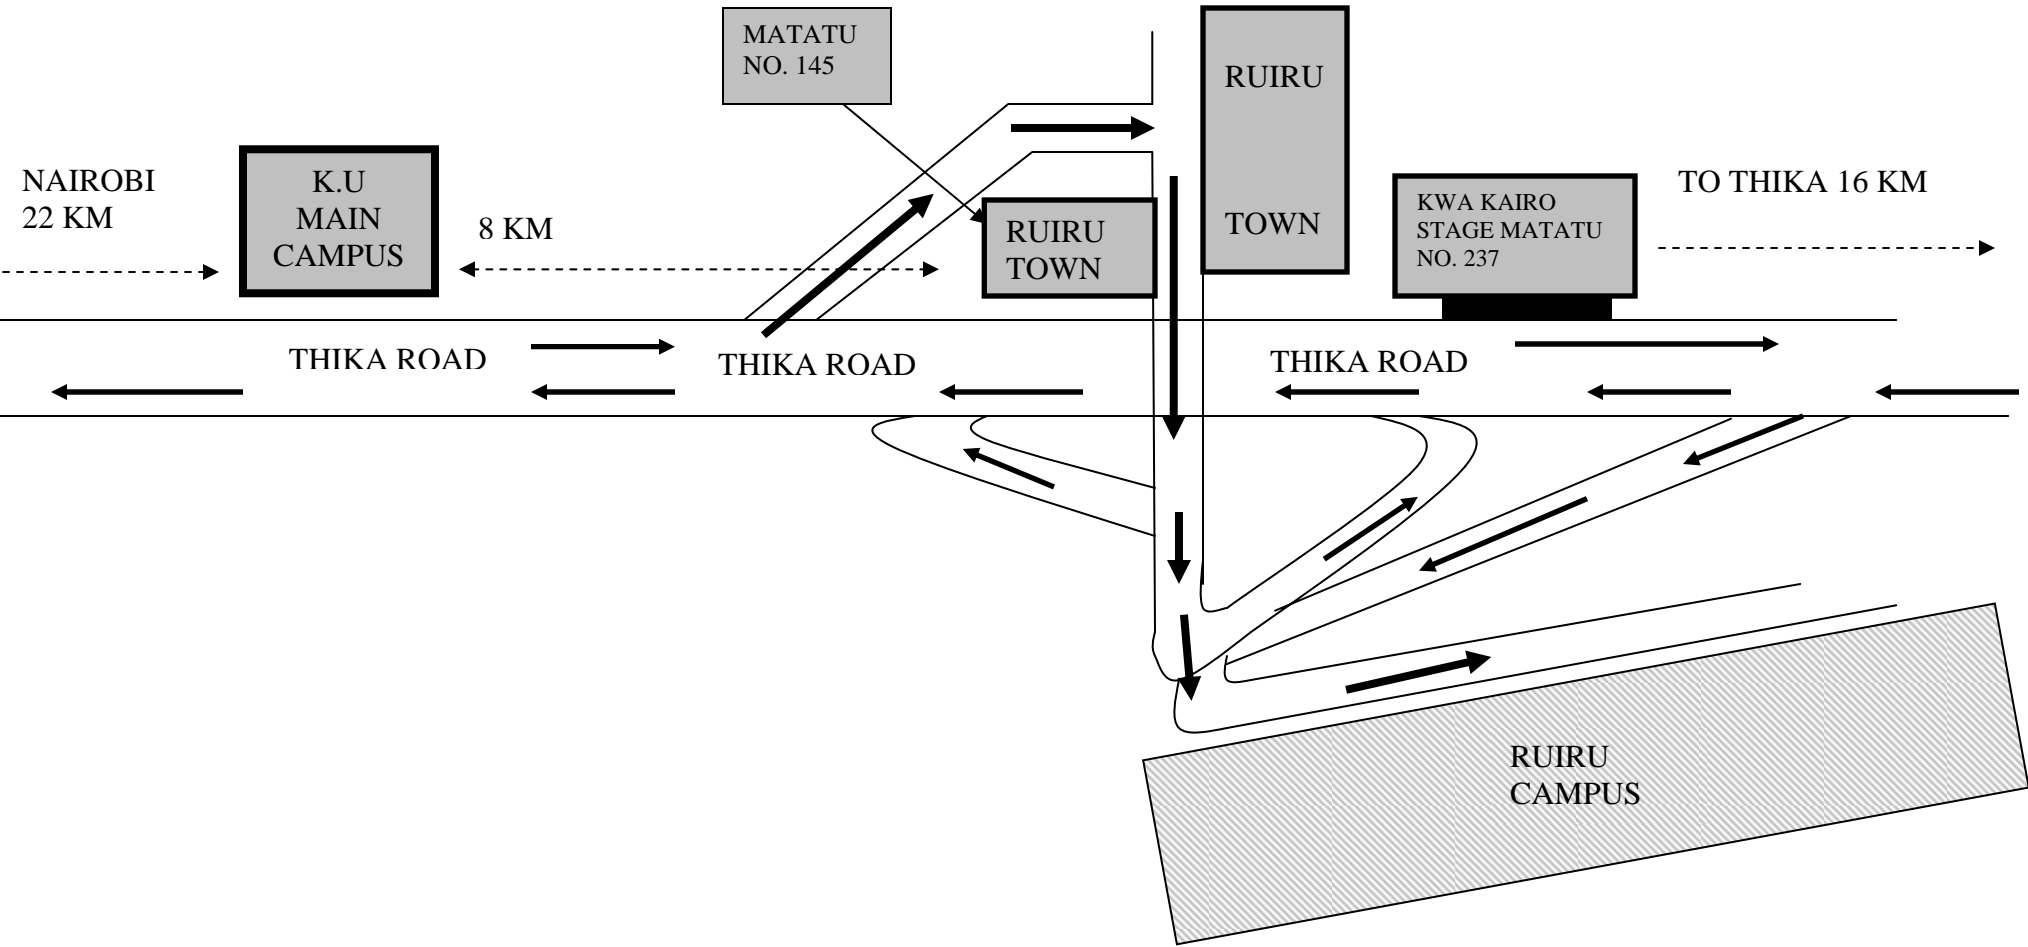 MATATU
NO. 145
RUIRU
TOWN
NAIROBI
22 KM
K.U
MAIN
CAMPUS
8 KM
RUIRU
TOWN
KWA KAIRO
STAGE MATATU
NO. 237
TO THIKA 16 KM
THIKA ROAD
THIKA ROAD
THIKA ROAD
RUIRU
CAMPUS